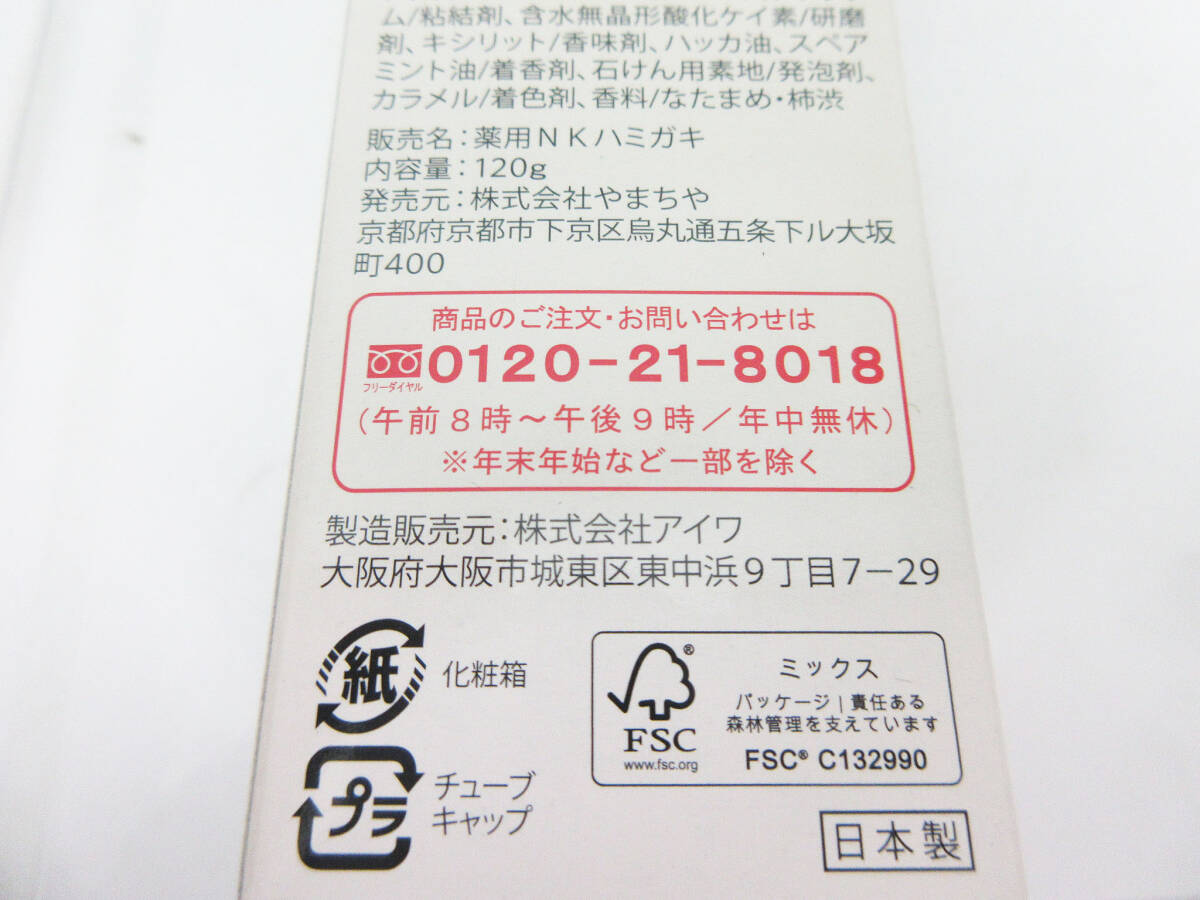 ム/粘結剤、含水無晶形酸化ケイ素/研磨
剤、キシリット/香味剤、ハッカ油、スペア
ミント油/着香剤、石けん用素地/発泡剤、
カラメル/着色剤、香料/なたまめ・柿渋
販売名：薬用NKハミガキ
内容量：120g
発売元：株式会社やまちや
京都府京都市下京区烏丸通五条下ル大坂
町400
商品のご注文・お問い合わせは
フリーダイヤル 0120-21-8018
（午前8時～午後9時／年中無休）
※年末年始など一部を除く
製造販売元：株式会社アイワ
大阪府大阪市城東区東中浜9丁目7-29
紙 化粧箱
プラ チューブ
キャップ
FSC®
www.fsc.org
ミックス
パッケージ | 責任ある
森林管理を支えています
FSC® C132990
日本製